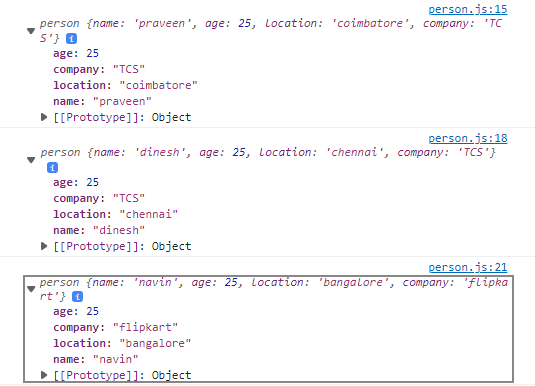 person.js:15
person {name: 'praveen', age: 25, location: 'coimbatore', company: 'TC
S'} i
age: 25
company: "TCS"
location: "coimbatore"
name: "praveen"
[[Prototype]]: Object
person.js:18
person {name: 'dinesh', age: 25, location: 'chennai', company: 'TCS'}
i
age: 25
company: "TCS"
location: "chennai"
name: "dinesh"
[[Prototype]]: Object
person.js:21
person {name: 'navin', age: 25, location: 'bangalore', company: 'flipka
rt'} i
age: 25
company: "flipkart"
location: "bangalore"
name: "navin"
[[Prototype]]: Object